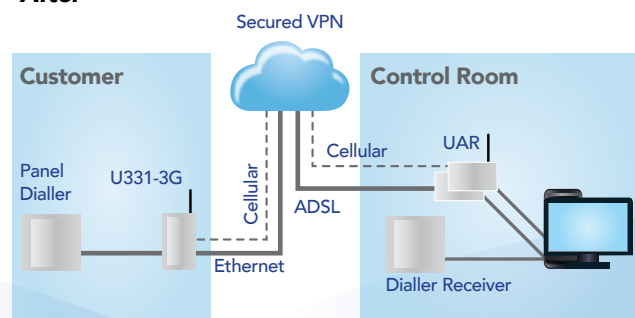 After
Secured VPN
Customer
Control Room
Panel
Dialler
U331-3G
Cellular
Ethernet
Cellular
ADSL
UAR
Dialler Receiver